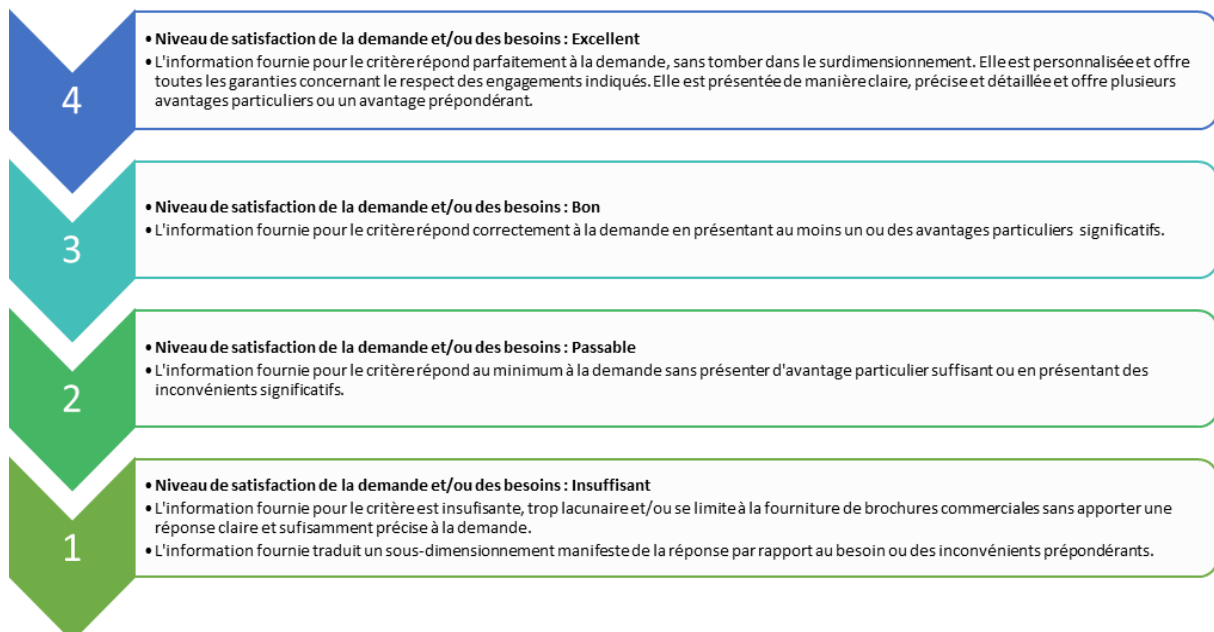 4
• Niveau de satisfaction de la demande et/ou des besoins : Excellent
• L'information fournie pour le critère répond parfaitement à la demande, sans tomber dans le surdimensionnement. Elle est personnalisée et offre
toutes les garanties concernant le respect des engagements indiqués. Elle est présentée de manière claire, précise et détaillée et offre plusieurs
avantages particuliers ou un avantage prépondérant.
3
• Niveau de satisfaction de la demande et/ou des besoins : Bon
• L'information fournie pour le critère répond correctement à la demande en présentant au moins un ou des avantages particuliers significatifs.
2
• Niveau de satisfaction de la demande et/ou des besoins : Passable
• L'information fournie pour le critère répond au minimum à la demande sans présenter d'avantage particulier suffisant ou en présentant des
inconvénients significatifs.
1
• Niveau de satisfaction de la demande et/ou des besoins : Insuffisant
• L'information fournie pour le critère est insufisante, trop lacunaire et/ou se limite à la fourniture de brochures commerciales sans apporter une
réponse claire et sufisamment précise à la demande.
• L'information fournie traduit un sous-dimensionnement manifeste de la réponse par rapport au besoin ou des inconvénients prépondérants.